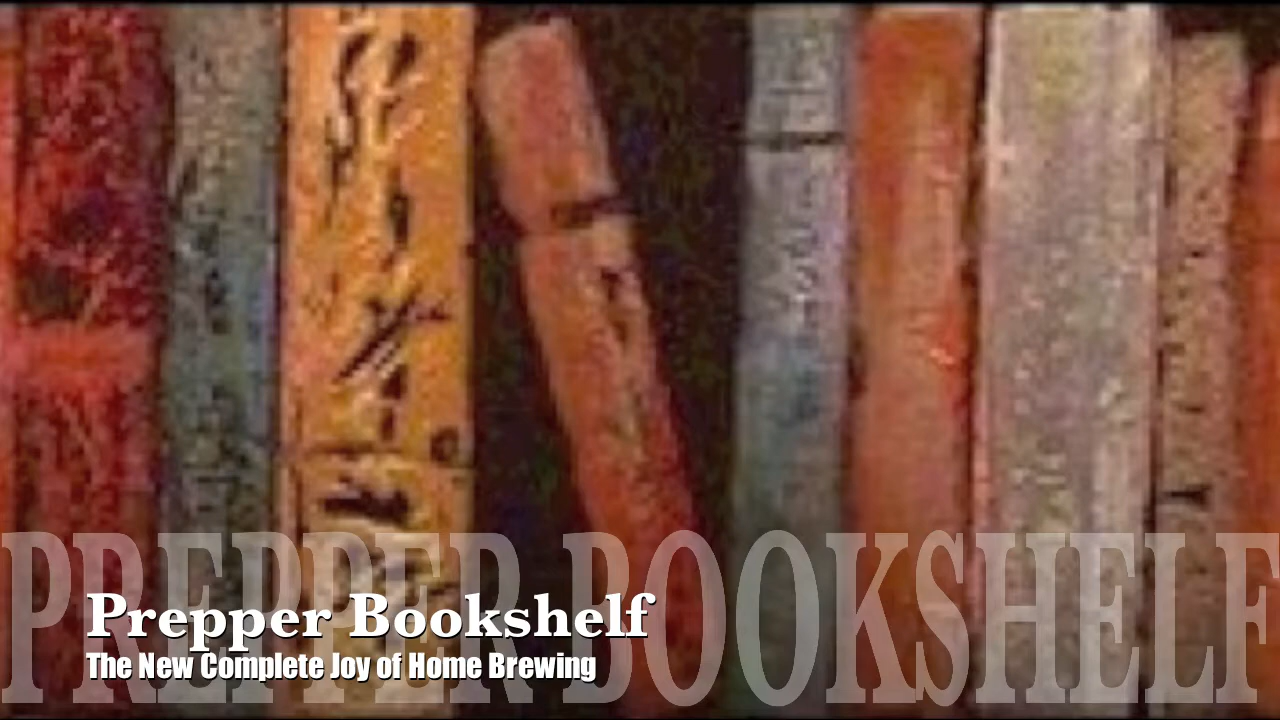 PREPPER BOOKSHELF
Prepper Bookshelf
The New Complete Joy of Home Brewing